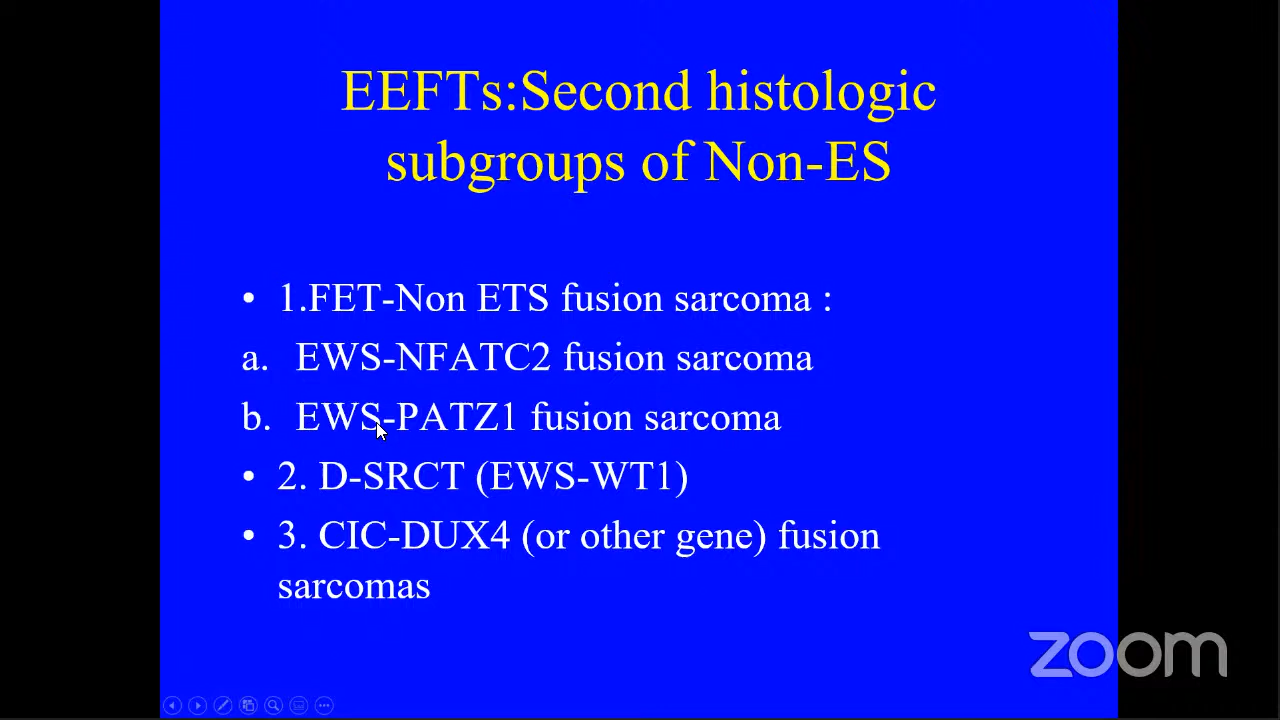 EEFTs:Second histologic
subgroups of Non-ES
• 1.FET-Non ETS fusion sarcoma :
a. EWS-NFATC2 fusion sarcoma
b. EWS-PATZ1 fusion sarcoma
• 2. D-SRCT (EWS-WT1)
• 3. CIC-DUX4 (or other gene) fusion
sarcomas
zoom